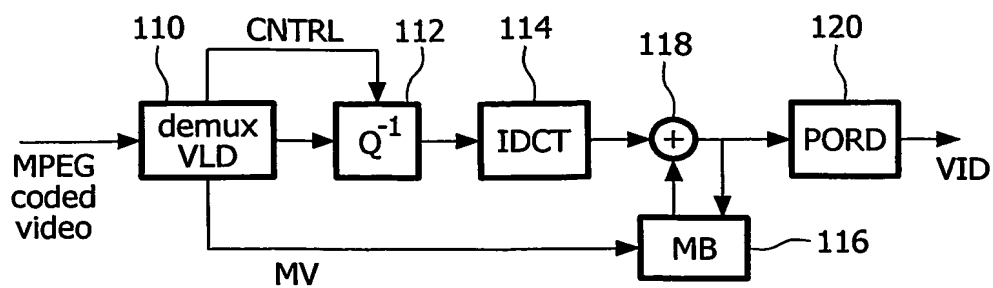 110
CNTRL
112
114
118
120
demux
VLD
Q⁻¹
IDCT
+
PORD
MPEG
coded
video
VID
MB
116
MV